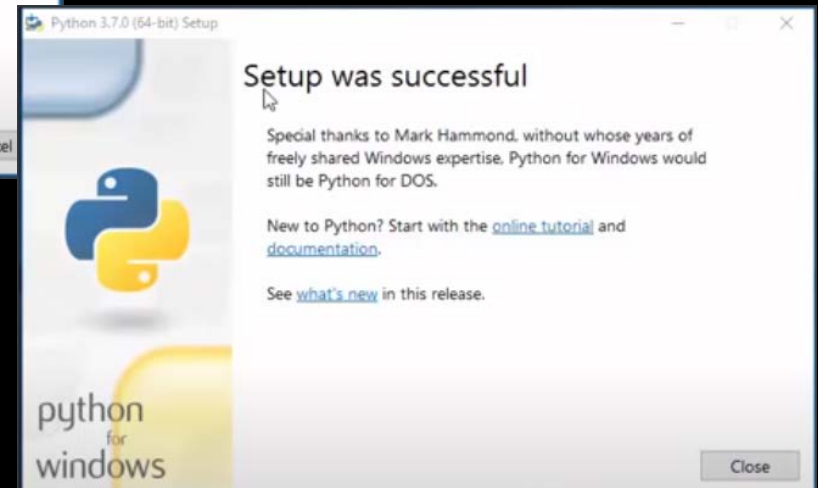 Python 3.7.0 (64-bit) Setup
Setup was successful
Special thanks to Mark Hammond, without whose years of
freely shared Windows expertise, Python for Windows would
still be Python for DOS.
New to Python? Start with the online tutorial and
documentation.
See what's new in this release.
python
for
windows
Close